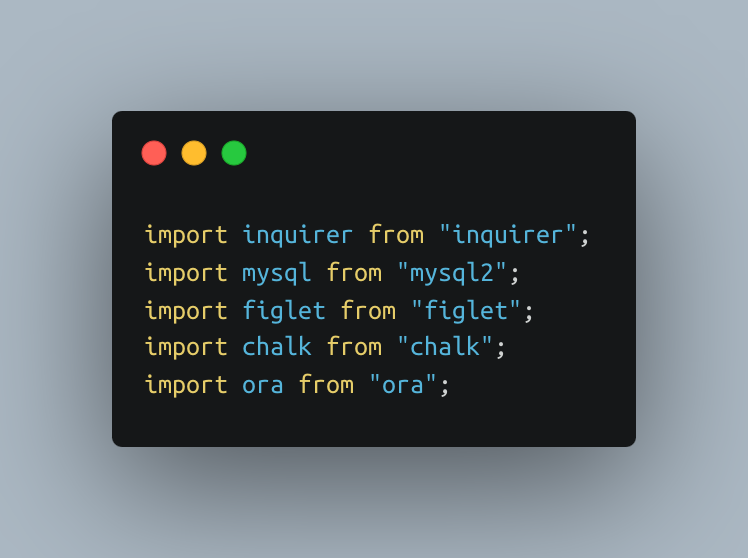 import inquirer from "inquirer";
import mysql from "mysql2";
import figlet from "figlet";
import chalk from "chalk";
import ora from "ora";